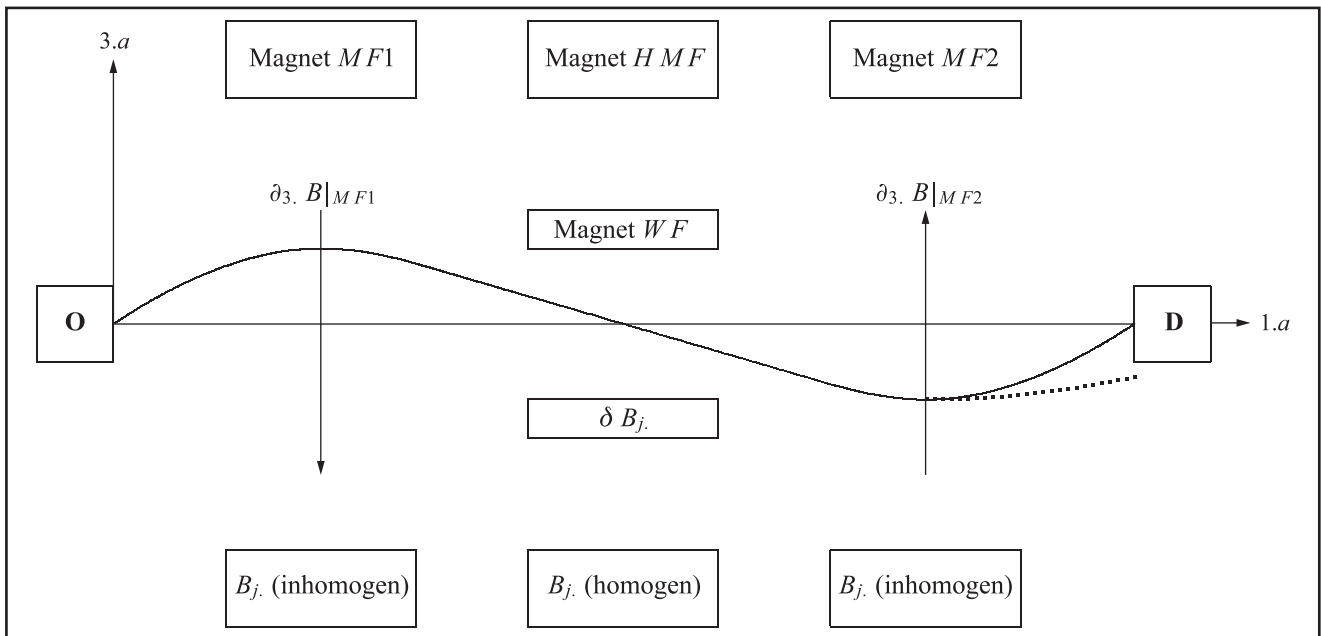 3.a
Magnet MF1
Magnet H MF
Magnet MF2
∂3. B|MF1
∂3. B|MF2
Magnet WF
O
D
1.a
δ Bj.
Bj. (inhomogen)
Bj. (homogen)
Bj. (inhomogen)